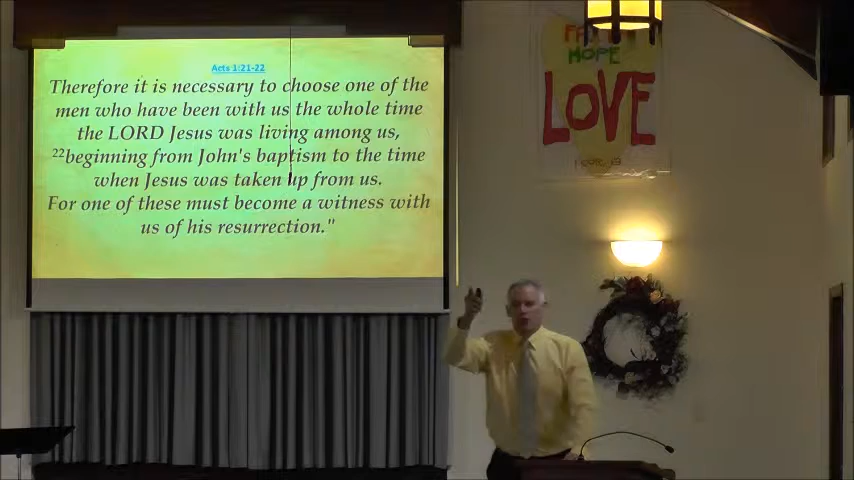 Acts 1:21-22
Therefore it is necessary to choose one of the
men who have been with us the whole time
the LORD Jesus was living among us,
22beginning from John's baptism to the time
when Jesus was taken up from us.
For one of these must become a witness with
us of his resurrection."
HOPE
LOVE